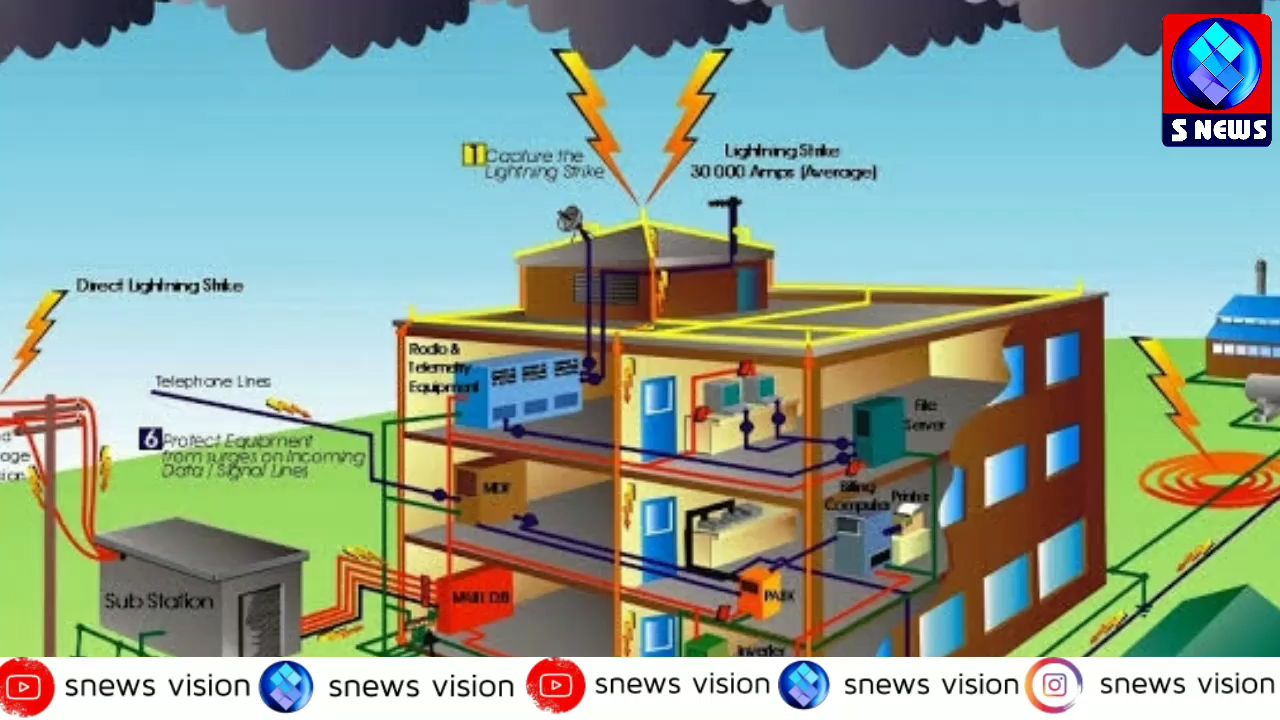 S NEWS
1 Capture the
Lightning Strike
Lightning Strike
30 000 Amps (Average)
Direct Lightning Strike
Telephone Lines
6 Protect Equipment
from surges on Incoming
Data / Signal Lines
Radio &
Telemetry
Equipment
File
Server
MDF
Billing
Computer
Printer
Sub Station
MAIN DB
PABX
Inverter
snews vision
snews vision
snews vision
snews vision
snews vision